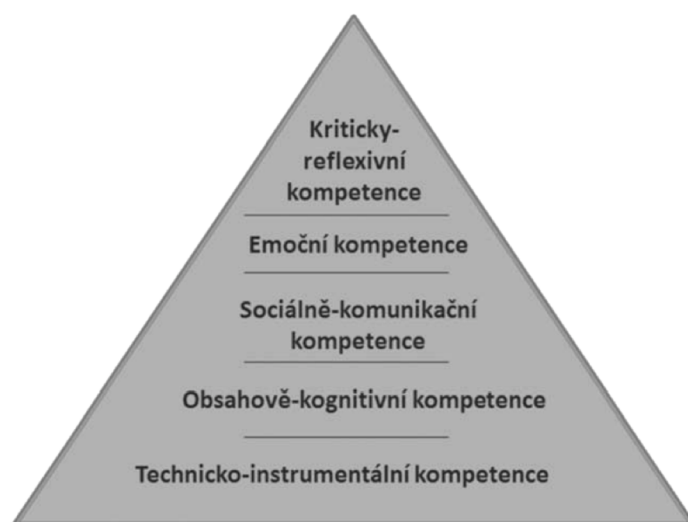 Kriticky-
reflexivní
kompetence
Emoční kompetence
Sociálně-komunikační
kompetence
Obsahově-kognitivní kompetence
Technicko-instrumentální kompetence